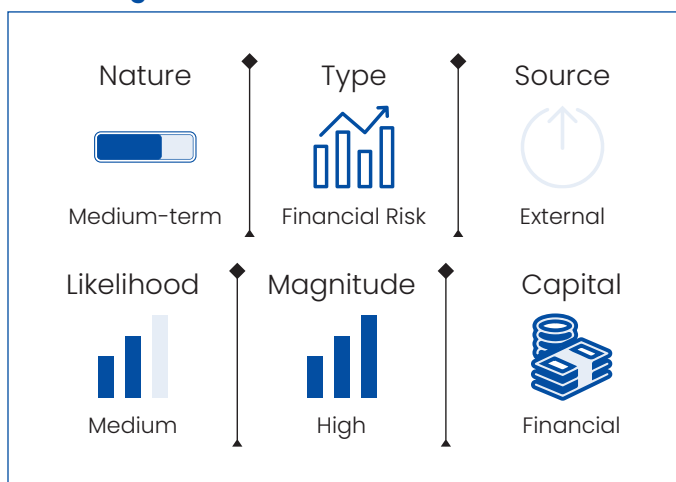 Nature
Type
Source
Medium-term
Financial Risk
External
Likelihood
Magnitude
Capital
Medium
High
Financial